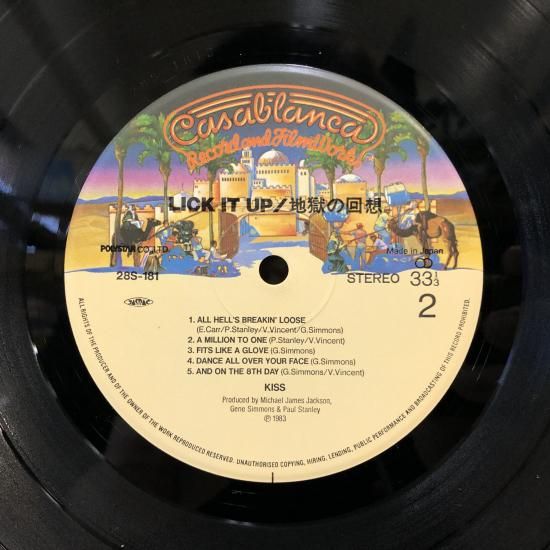 Casablanca
Record and FilmWorks
LICK IT UP/地獄の回想
POLYSTAR CO.,LTD.
Made in Japan
28S-181
STEREO 33 1/3
JASRAC
2
1. ALL HELL'S BREAKIN' LOOSE
(E.Carr/P.Stanley/V.Vincent/G.Simmons)
2. A MILLION TO ONE (P.Stanley/V.Vincent)
3. FITS LIKE A GLOVE (G.Simmons)
4. DANCE ALL OVER YOUR FACE (G.Simmons)
5. AND ON THE 8TH DAY (G.Simmons/V.Vincent)
KISS
Produced by Michael James Jackson,
Gene Simmons & Paul Stanley
℗ 1983
ALL RIGHTS OF THE PRODUCER AND OF THE OWNER OF THE WORK REPRODUCED RESERVED. UNAUTHORISED COPYING, HIRING, LENDING, PUBLIC PERFORMANCE AND BROADCASTING OF THIS RECORD PROHIBITED.